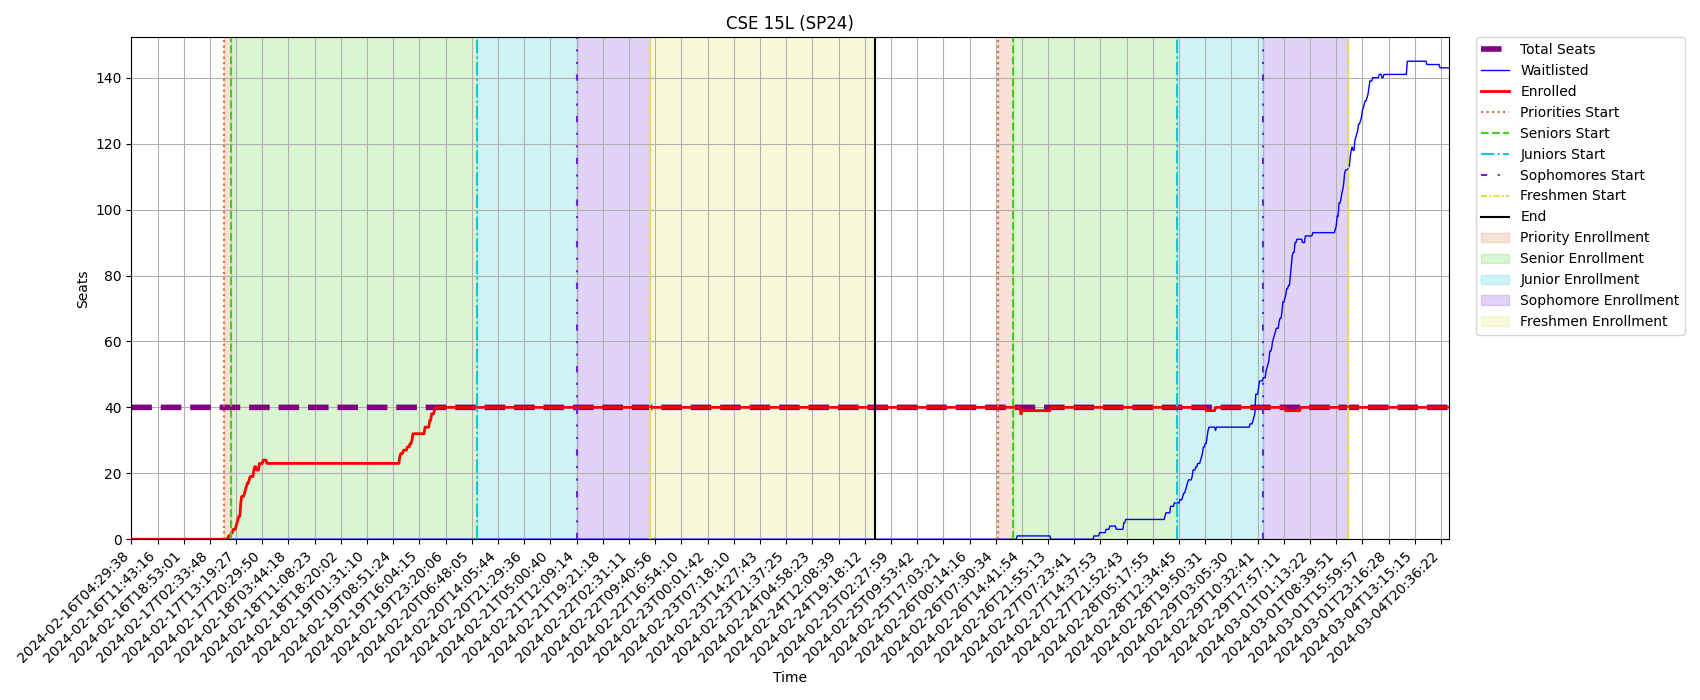 CSE 15L (SP24)
Seats
140
120
100
80
60
40
20
0
2024-02-16T04:29:38
2024-02-16T11:43:16
2024-02-16T18:53:01
2024-02-17T02:33:48
2024-02-17T13:19:27
2024-02-17T20:29:50
2024-02-18T03:44:18
2024-02-18T11:08:23
2024-02-18T18:20:02
2024-02-19T01:31:10
2024-02-19T08:51:24
2024-02-19T16:04:15
2024-02-19T23:20:06
2024-02-20T06:48:05
2024-02-20T14:05:44
2024-02-20T21:29:36
2024-02-21T05:00:40
2024-02-21T12:09:14
2024-02-21T19:21:18
2024-02-22T02:31:11
2024-02-22T09:40:56
2024-02-22T16:54:10
2024-02-23T00:01:42
2024-02-23T07:18:10
2024-02-23T14:27:43
2024-02-23T21:37:25
2024-02-24T04:58:23
2024-02-24T12:08:39
2024-02-24T19:18:12
2024-02-25T02:27:59
2024-02-25T09:53:42
2024-02-25T17:03:21
2024-02-26T00:14:16
2024-02-26T07:30:34
2024-02-26T14:41:54
2024-02-26T21:55:13
2024-02-27T07:23:41
2024-02-27T14:37:53
2024-02-27T21:52:43
2024-02-28T05:17:55
2024-02-28T12:34:45
2024-02-28T19:50:31
2024-02-29T03:05:30
2024-02-29T10:32:41
2024-02-29T17:57:11
2024-03-01T01:13:22
2024-03-01T08:39:51
2024-03-01T15:59:57
2024-03-01T23:16:28
2024-03-04T13:15:15
2024-03-04T20:36:22
Time
Total Seats
Waitlisted
Enrolled
Priorities Start
Seniors Start
Juniors Start
Sophomores Start
Freshmen Start
End
Priority Enrollment
Senior Enrollment
Junior Enrollment
Sophomore Enrollment
Freshmen Enrollment